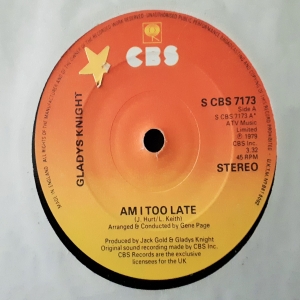 CBS
GLADYS KNIGHT
S CBS 7173
Side A
S CBS 7173 A*
ATV Music
Limited
℗ 1979
CBS Inc.
3.32
45 RPM
STEREO
AM I TOO LATE
(J. Hurt/L. Keith)
Arranged & Conducted by Gene Page
Produced by Jack Gold & Gladys Knight
Original sound recording made by CBS Inc.
CBS Records are the exclusive
licensees for the UK
MADE IN ENGLAND